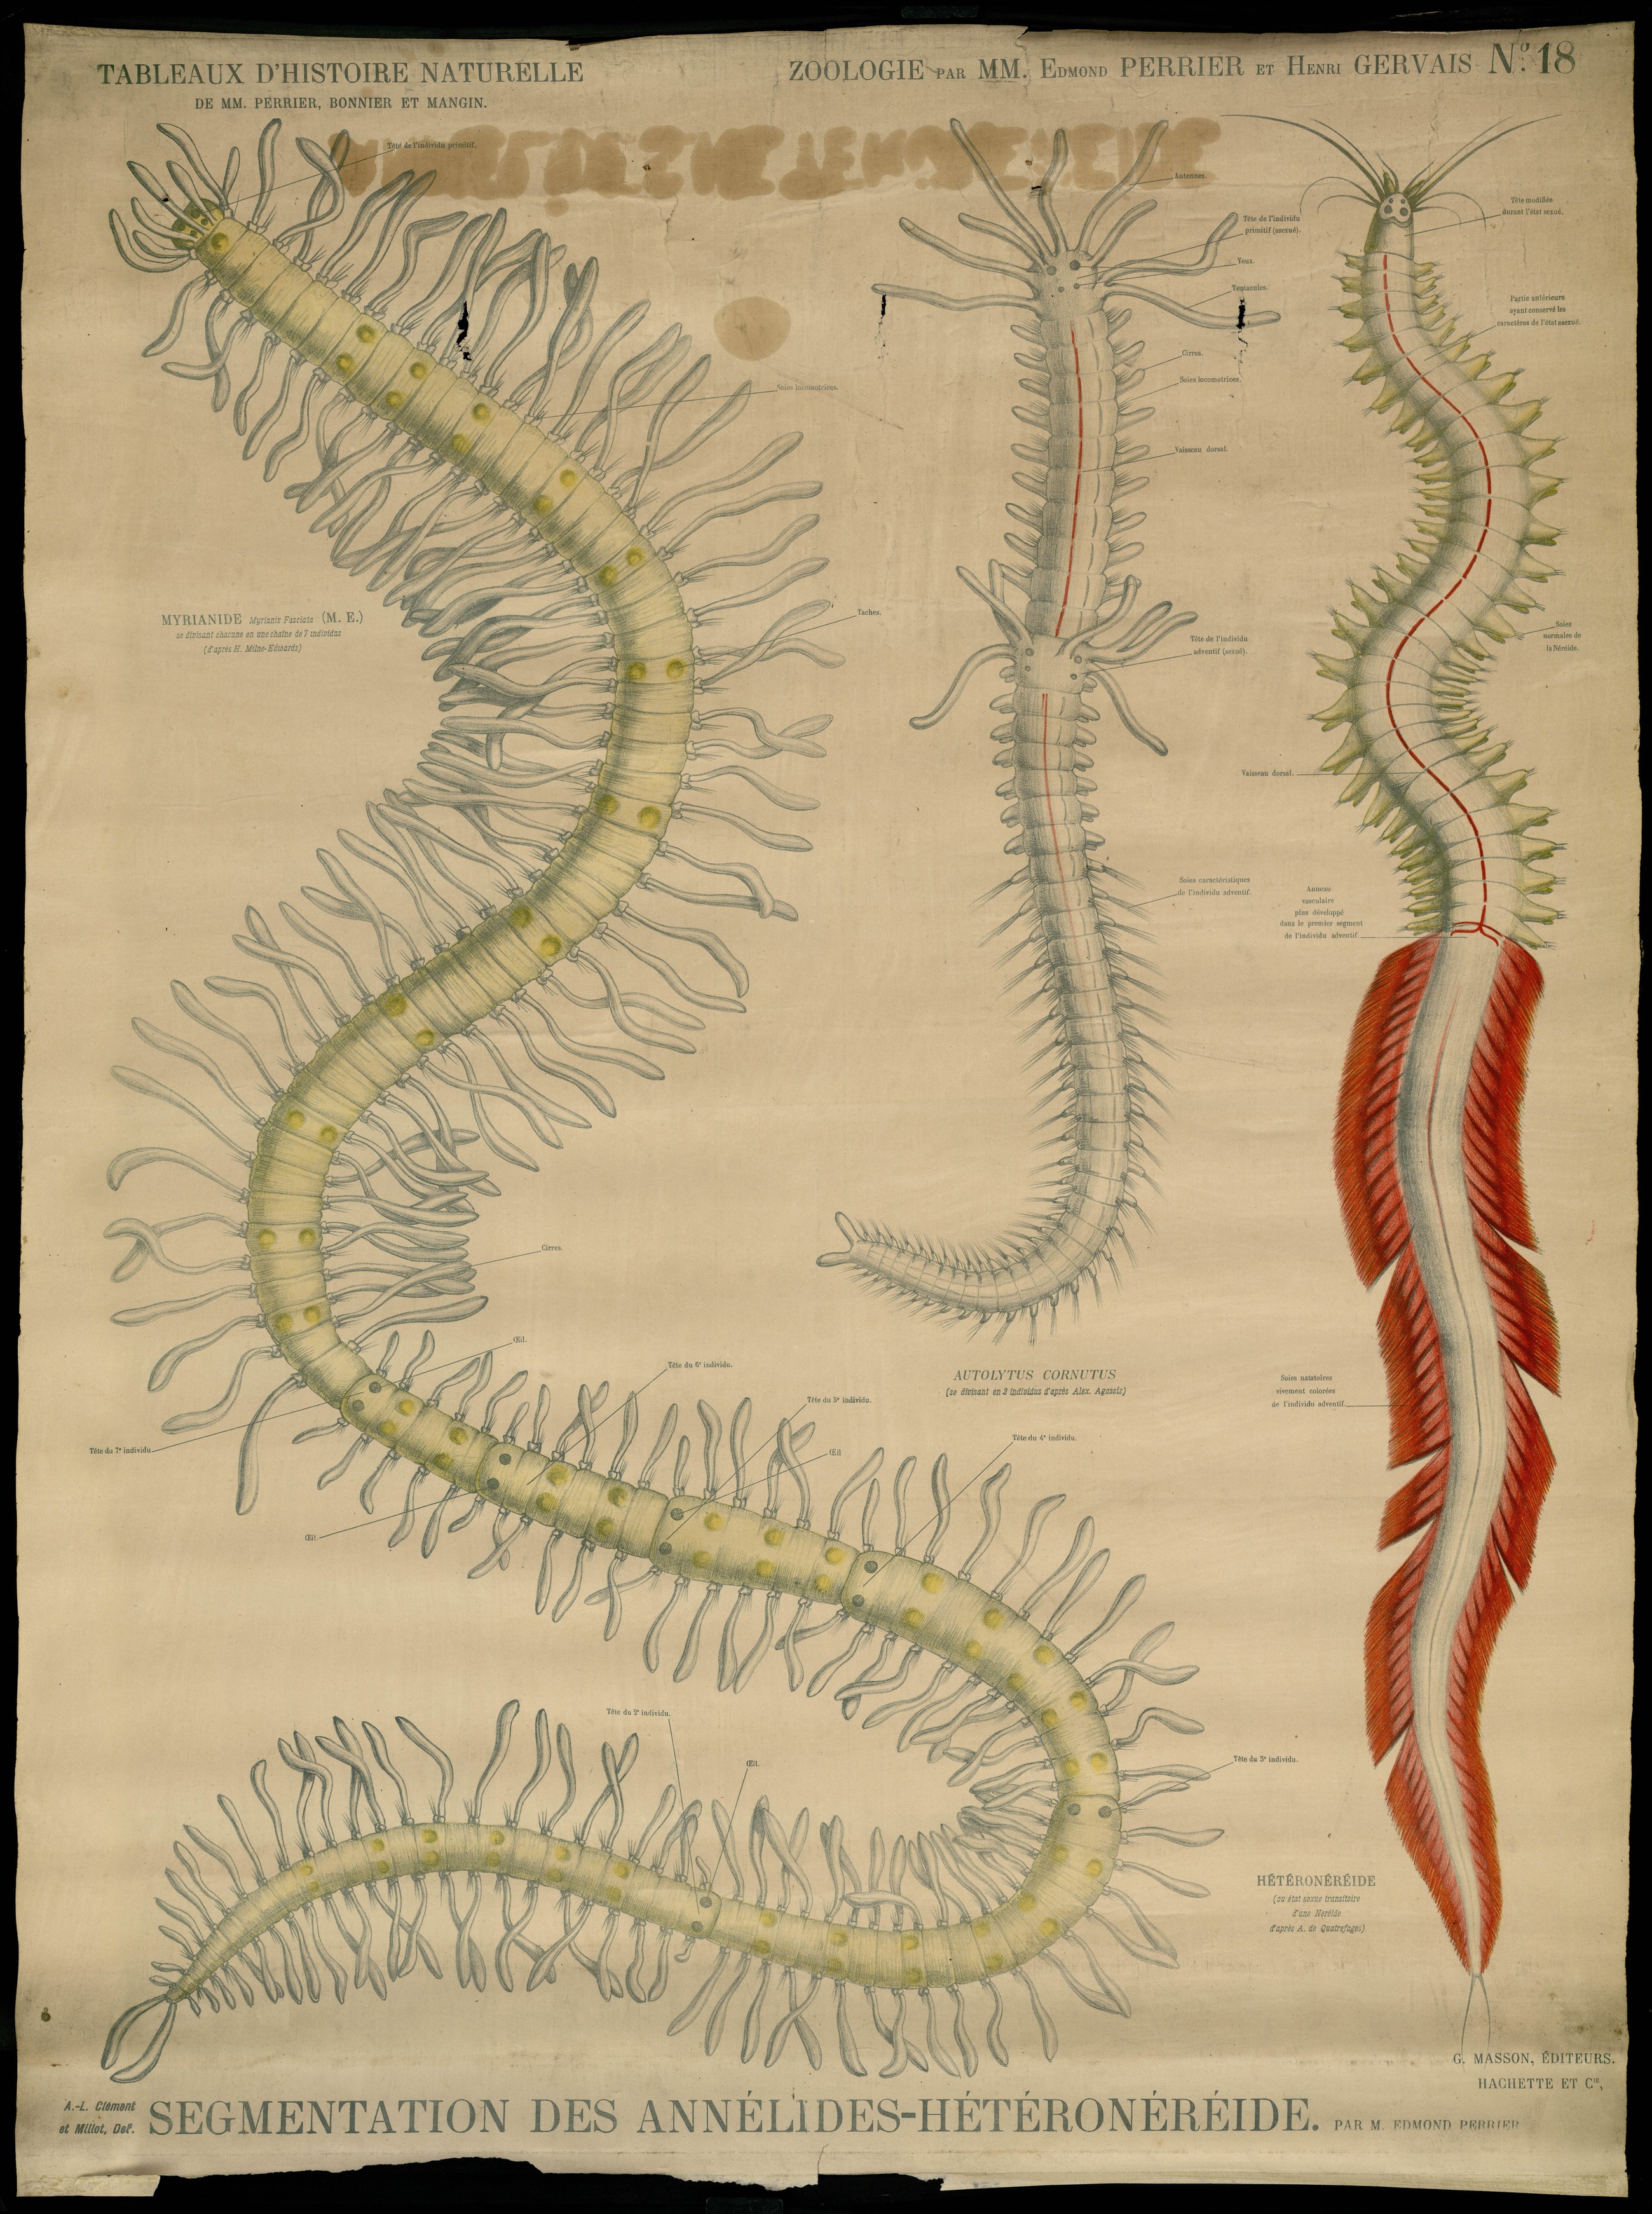 TABLEAUX D'HISTOIRE NATURELLE
DE MM. PERRIER, BONNIER ET MANGIN.
ZOOLOGIE PAR MM. EDMOND PERRIER ET HENRI GERVAIS No. 18
Tête de l'individu primitif.
Soies locomotrices.
Taches.
MYRIANIDE Myrianis Fasciata (M. E.)
se divisant chacune en une chaîne de 7 individus
(d'après H. Milne-Edwards)
Cirres.
Œil.
Tête du 7e individu.
Tête du 6e individu.
Œil.
Tête du 5e individu.
Œil.
Tête du 4e individu.
Tête du 3e individu.
Tête du 2e individu.
Œil.
Antennes.
Tête de l'individu
primitif (asexué).
Yeux.
Tentacules.
Cirres.
Soies locomotrices.
Vaisseau dorsal.
Tête de l'individu
adventif (sexué).
Soies caractéristiques
de l'individu adventif.
AUTOLYTUS CORNUTUS
(se divisant en 2 individus d'après Alex. Agassiz)
Tête modifiée
durant l'état sexué.
Partie antérieure
ayant conservé les
caractères de l'état asexué.
Soies
normales de
la Néréide.
Vaisseau dorsal.
Anneau
vasculaire
plus développé
dans le premier segment
de l'individu adventif.
Soies natatoires
vivement colorées
de l'individu adventif.
HÉTÉRONÉRÉIDE
(ou état sexué transitoire
d'une Néréide
d'après A. de Quatrefages)
G. MASSON, ÉDITEURS.
HACHETTE ET Cie,
A.-L. Clément
et Millot, Delt.
SEGMENTATION DES ANNÉLIDES-HÉTÉRONÉRÉIDE. PAR M. EDMOND PERRIER